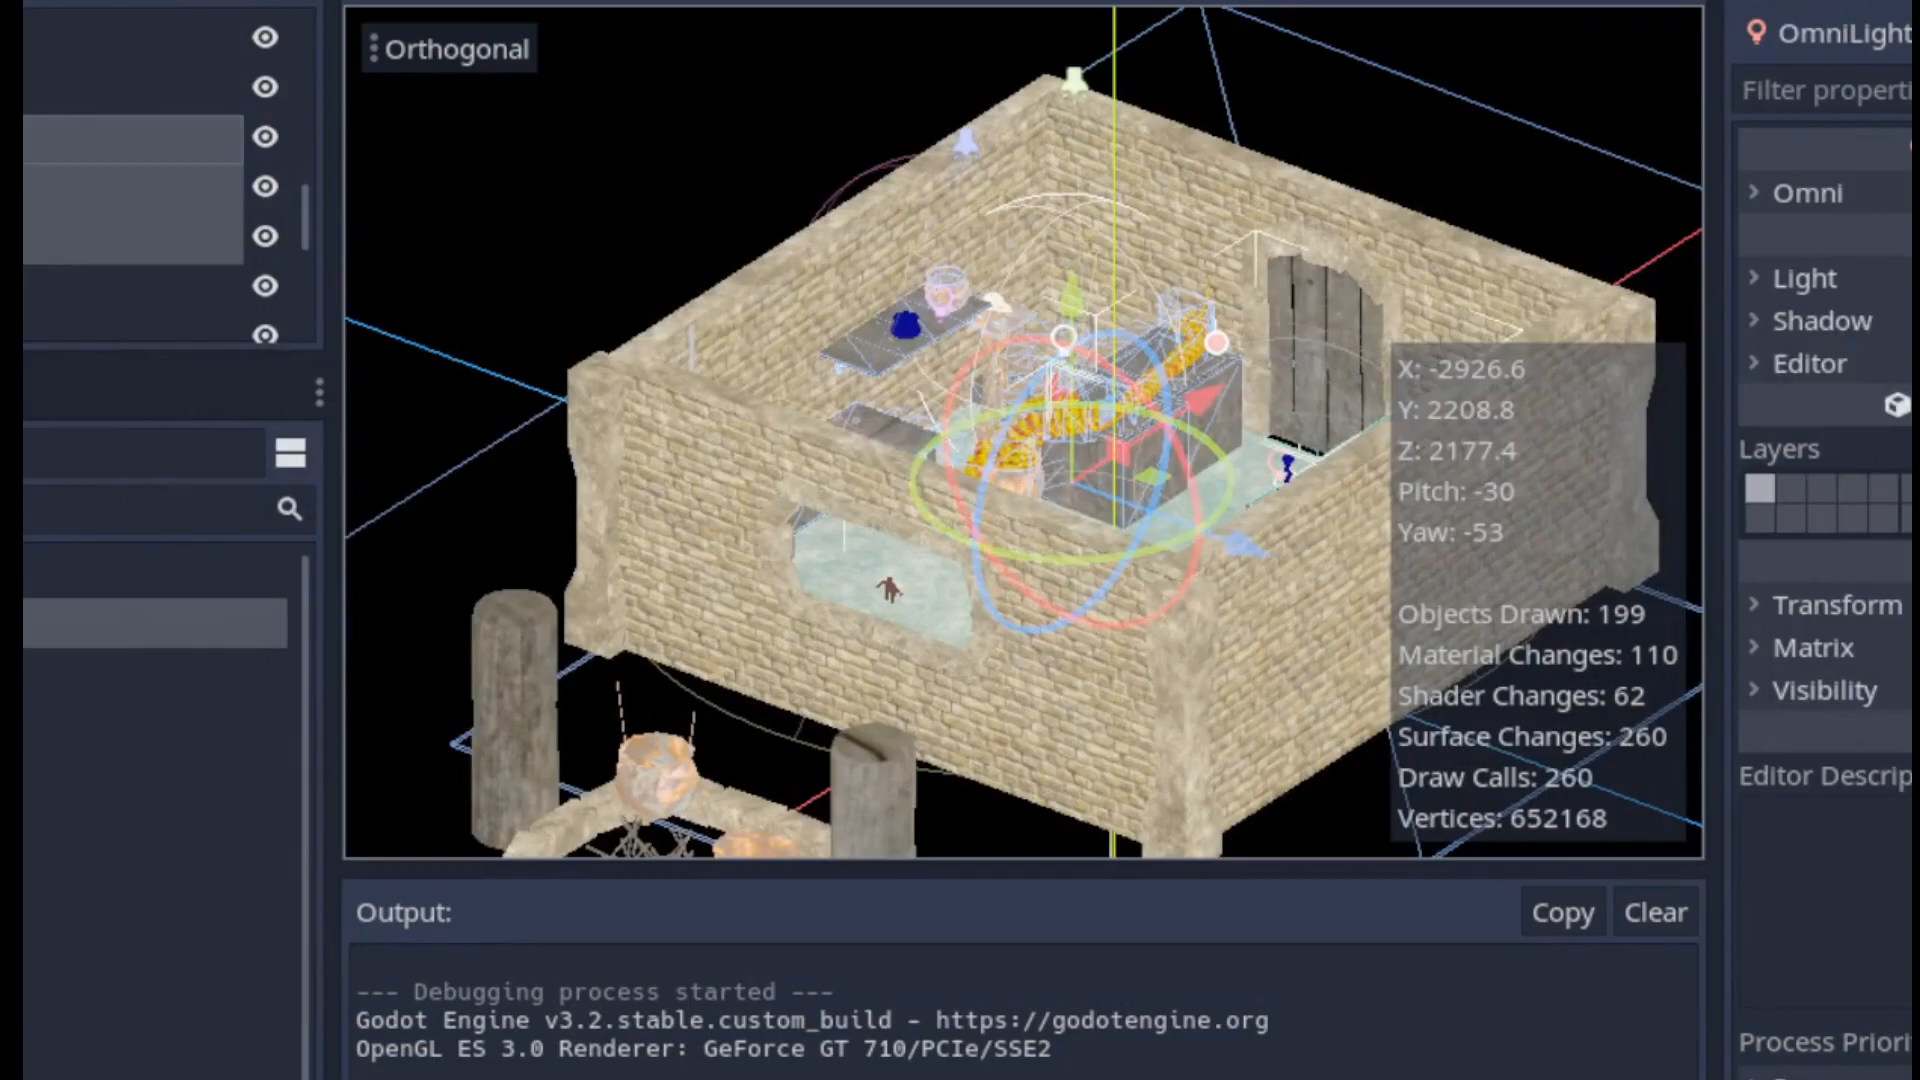 Orthogonal
X: -2926.6
Y: 2208.8
Z: 2177.4
Pitch: -30
Yaw: -53
Objects Drawn: 199
Material Changes: 110
Shader Changes: 62
Surface Changes: 260
Draw Calls: 260
Vertices: 652168
Output:
Copy
Clear
--- Debugging process started ---
Godot Engine v3.2.stable.custom_build - https://godotengine.org
OpenGL ES 3.0 Renderer: GeForce GT 710/PCIe/SSE2
OmniLight
Filter properti
Omni
Light
Shadow
Editor
Layers
Transform
Matrix
Visibility
Editor Descrip
Process Priori